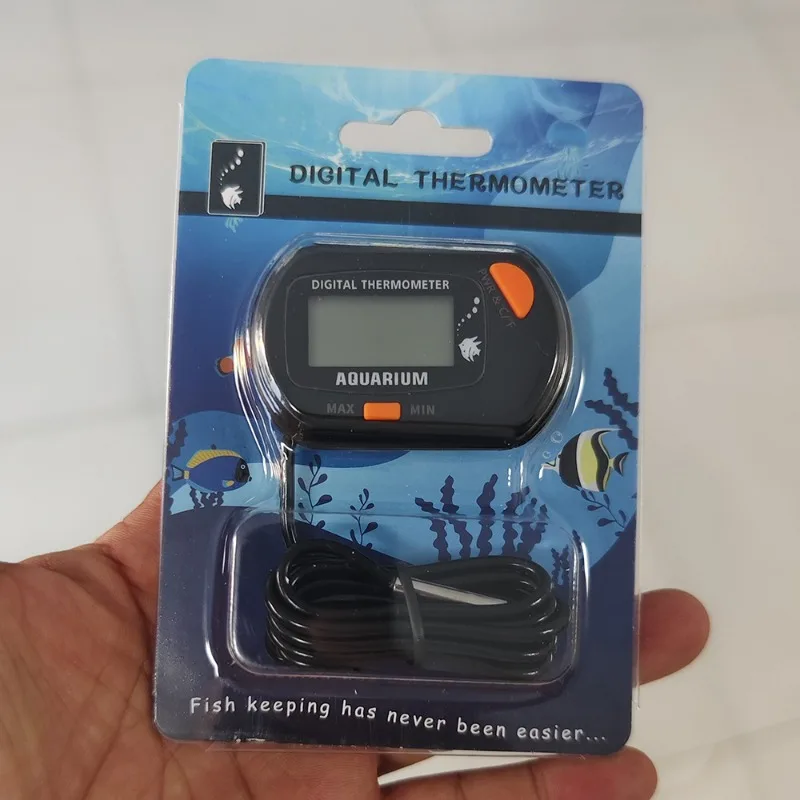 DIGITAL THERMOMETER
DIGITAL THERMOMETER
PWR & C/F
AQUARIUM
MAX MIN
Fish keeping has never been easier...